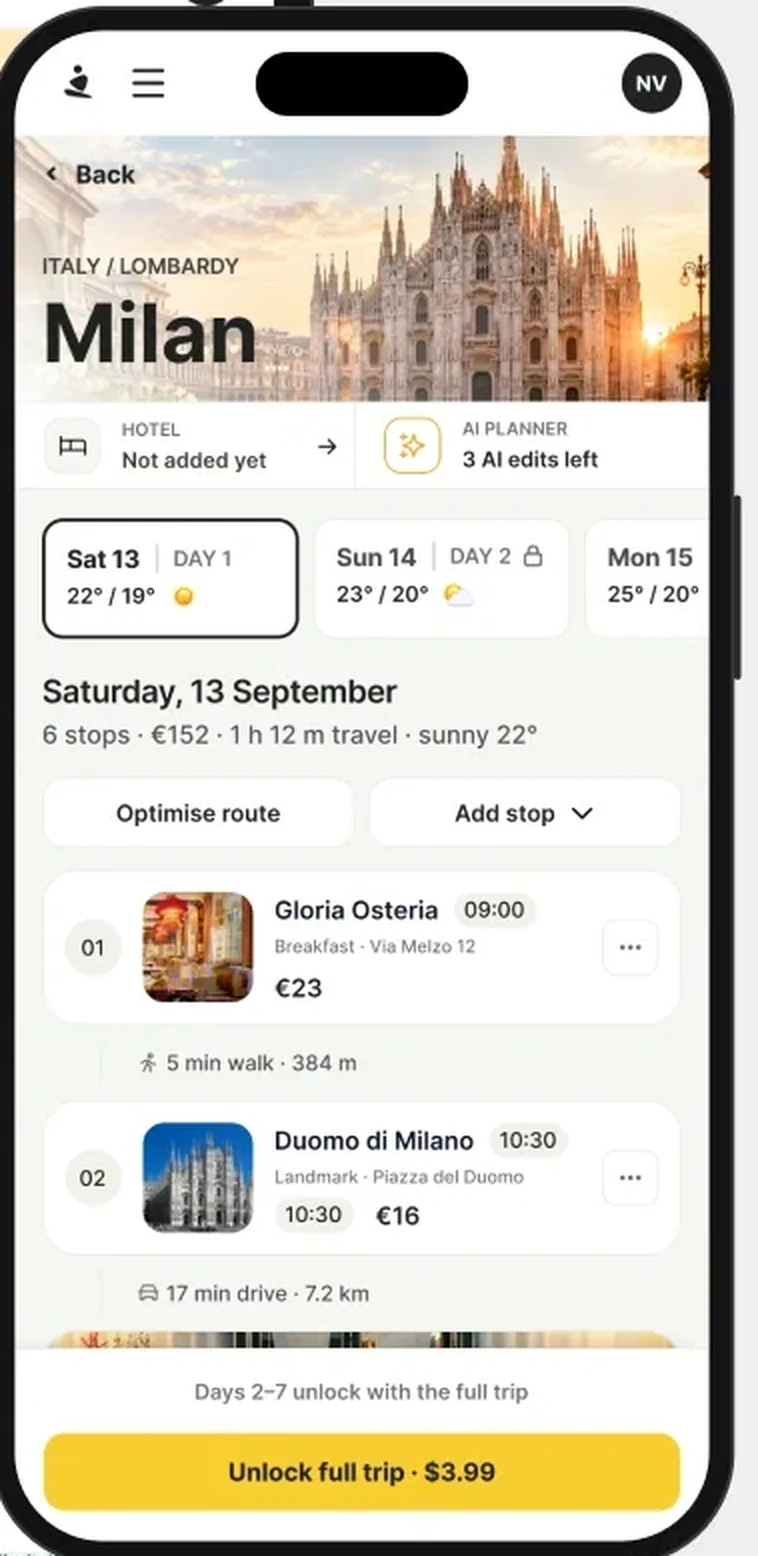 NV
Back
ITALY / LOMBARDY
Milan
HOTEL
Not added yet
AI PLANNER
3 AI edits left
Sat 13 | DAY 1
22° / 19°
Sun 14 | DAY 2
23° / 20°
Mon 15
25° / 20°
Saturday, 13 September
6 stops · €152 · 1 h 12 m travel · sunny 22°
Optimise route
Add stop
01
Gloria Osteria 09:00
Breakfast · Via Melzo 12
€23
5 min walk · 384 m
02
Duomo di Milano 10:30
Landmark · Piazza del Duomo
10:30 €16
17 min drive · 7.2 km
Days 2–7 unlock with the full trip
Unlock full trip · $3.99